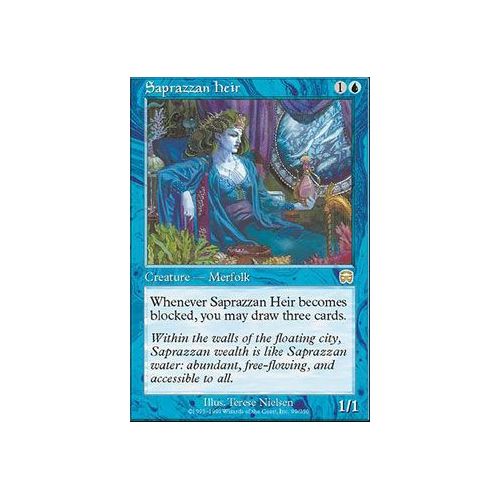 Saprazzan Heir 1
Creature — Merfolk
Whenever Saprazzan Heir becomes
blocked, you may draw three cards.
Within the walls of the floating city,
Saprazzan wealth is like Saprazzan
water: abundant, free-flowing, and
accessible to all.
Illus. Terese Nielsen
1/1